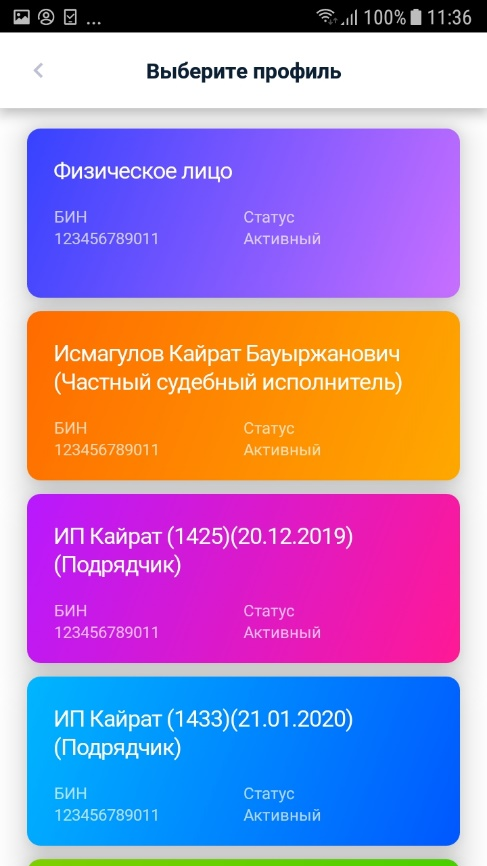 ... 100% 11:36
Выберите профиль
Физическое лицо
БИН Статус
123456789011 Активный
Исмагулов Кайрат Бауыржанович
(Частный судебный исполнитель)
БИН Статус
123456789011 Активный
ИП Кайрат (1425)(20.12.2019)
(Подрядчик)
БИН Статус
123456789011 Активный
ИП Кайрат (1433)(21.01.2020)
(Подрядчик)
БИН Статус
123456789011 Активный